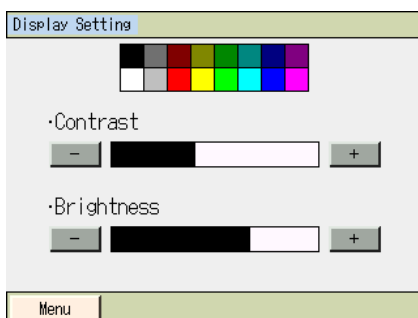 Display Setting
·Contrast
- +
·Brightness
- +
Menu